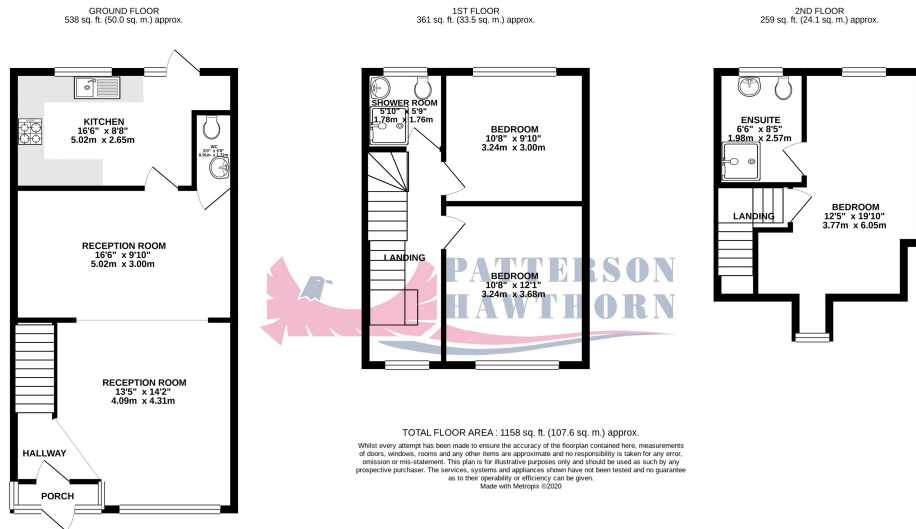 GROUND FLOOR
538 sq. ft. (50.0 sq. m.) approx.
KITCHEN
16'6" x 8'8"
5.02m x 2.65m
WC
RECEPTION ROOM
16'6" x 9'10"
5.02m x 3.00m
RECEPTION ROOM
13'5" x 14'2"
4.09m x 4.31m
HALLWAY
PORCH
1ST FLOOR
361 sq. ft. (33.5 sq. m.) approx.
SHOWER ROOM
5'10" x 5'9"
1.78m x 1.76m
BEDROOM
10'8" x 9'10"
3.24m x 3.00m
LANDING
BEDROOM
10'8" x 12'1"
3.24m x 3.68m
2ND FLOOR
259 sq. ft. (24.1 sq. m.) approx.
ENSUITE
6'6" x 8'5"
1.98m x 2.57m
LANDING
BEDROOM
12'5" x 19'10"
3.77m x 6.05m
PATTERSON
HAWTHORN
TOTAL FLOOR AREA : 1158 sq. ft. (107.6 sq. m.) approx.
Whilst every attempt has been made to ensure the accuracy of the floorplan contained here, measurements
of doors, windows, rooms and any other items are approximate and no responsibility is taken for any error,
omission or mis-statement. This plan is for illustrative purposes only and should be used as such by any
prospective purchaser. The services, systems and appliances shown have not been tested and no guarantee
as to their operability or efficiency can be given.
Made with Metropix ©2020